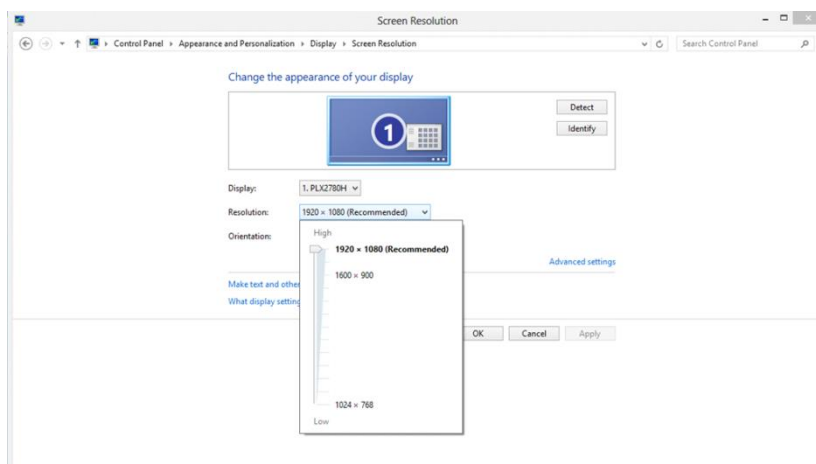 Screen Resolution
Control Panel › Appearance and Personalization › Display › Screen Resolution
Search Control Panel
Change the appearance of your display
1
Detect
Identify
Display: 1. PLX2780H
Resolution: 1920 × 1080 (Recommended)
Orientation:
High
1920 × 1080 (Recommended)
Advanced settings
1600 × 900
Make text and other
What display setting
OK Cancel Apply
1024 × 768
Low